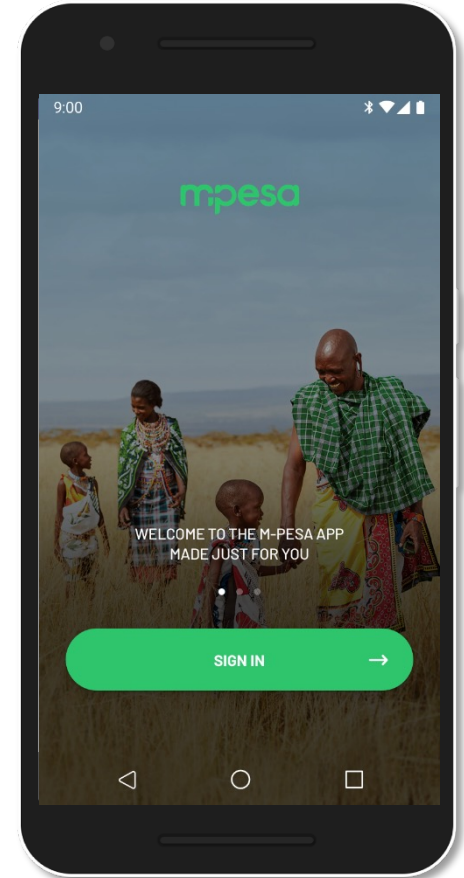 9:00
mpesa
WELCOME TO THE M-PESA APP
MADE JUST FOR YOU
SIGN IN